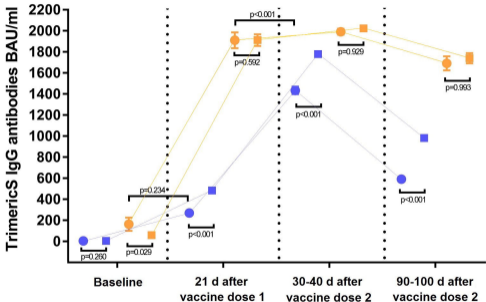 TrimericS IgG antibodies BAU/ml
2200
2000
1800
1600
1400
1200
1000
800
600
400
200
0
p<0.001
p=0.592
p=0.929
p=0.993
p<0.001
p=0.234
p<0.001
p<0.001
p=0.260
p=0.029
Baseline
21 d after
vaccine dose 1
30-40 d after
vaccine dose 2
90-100 d after
vaccine dose 2